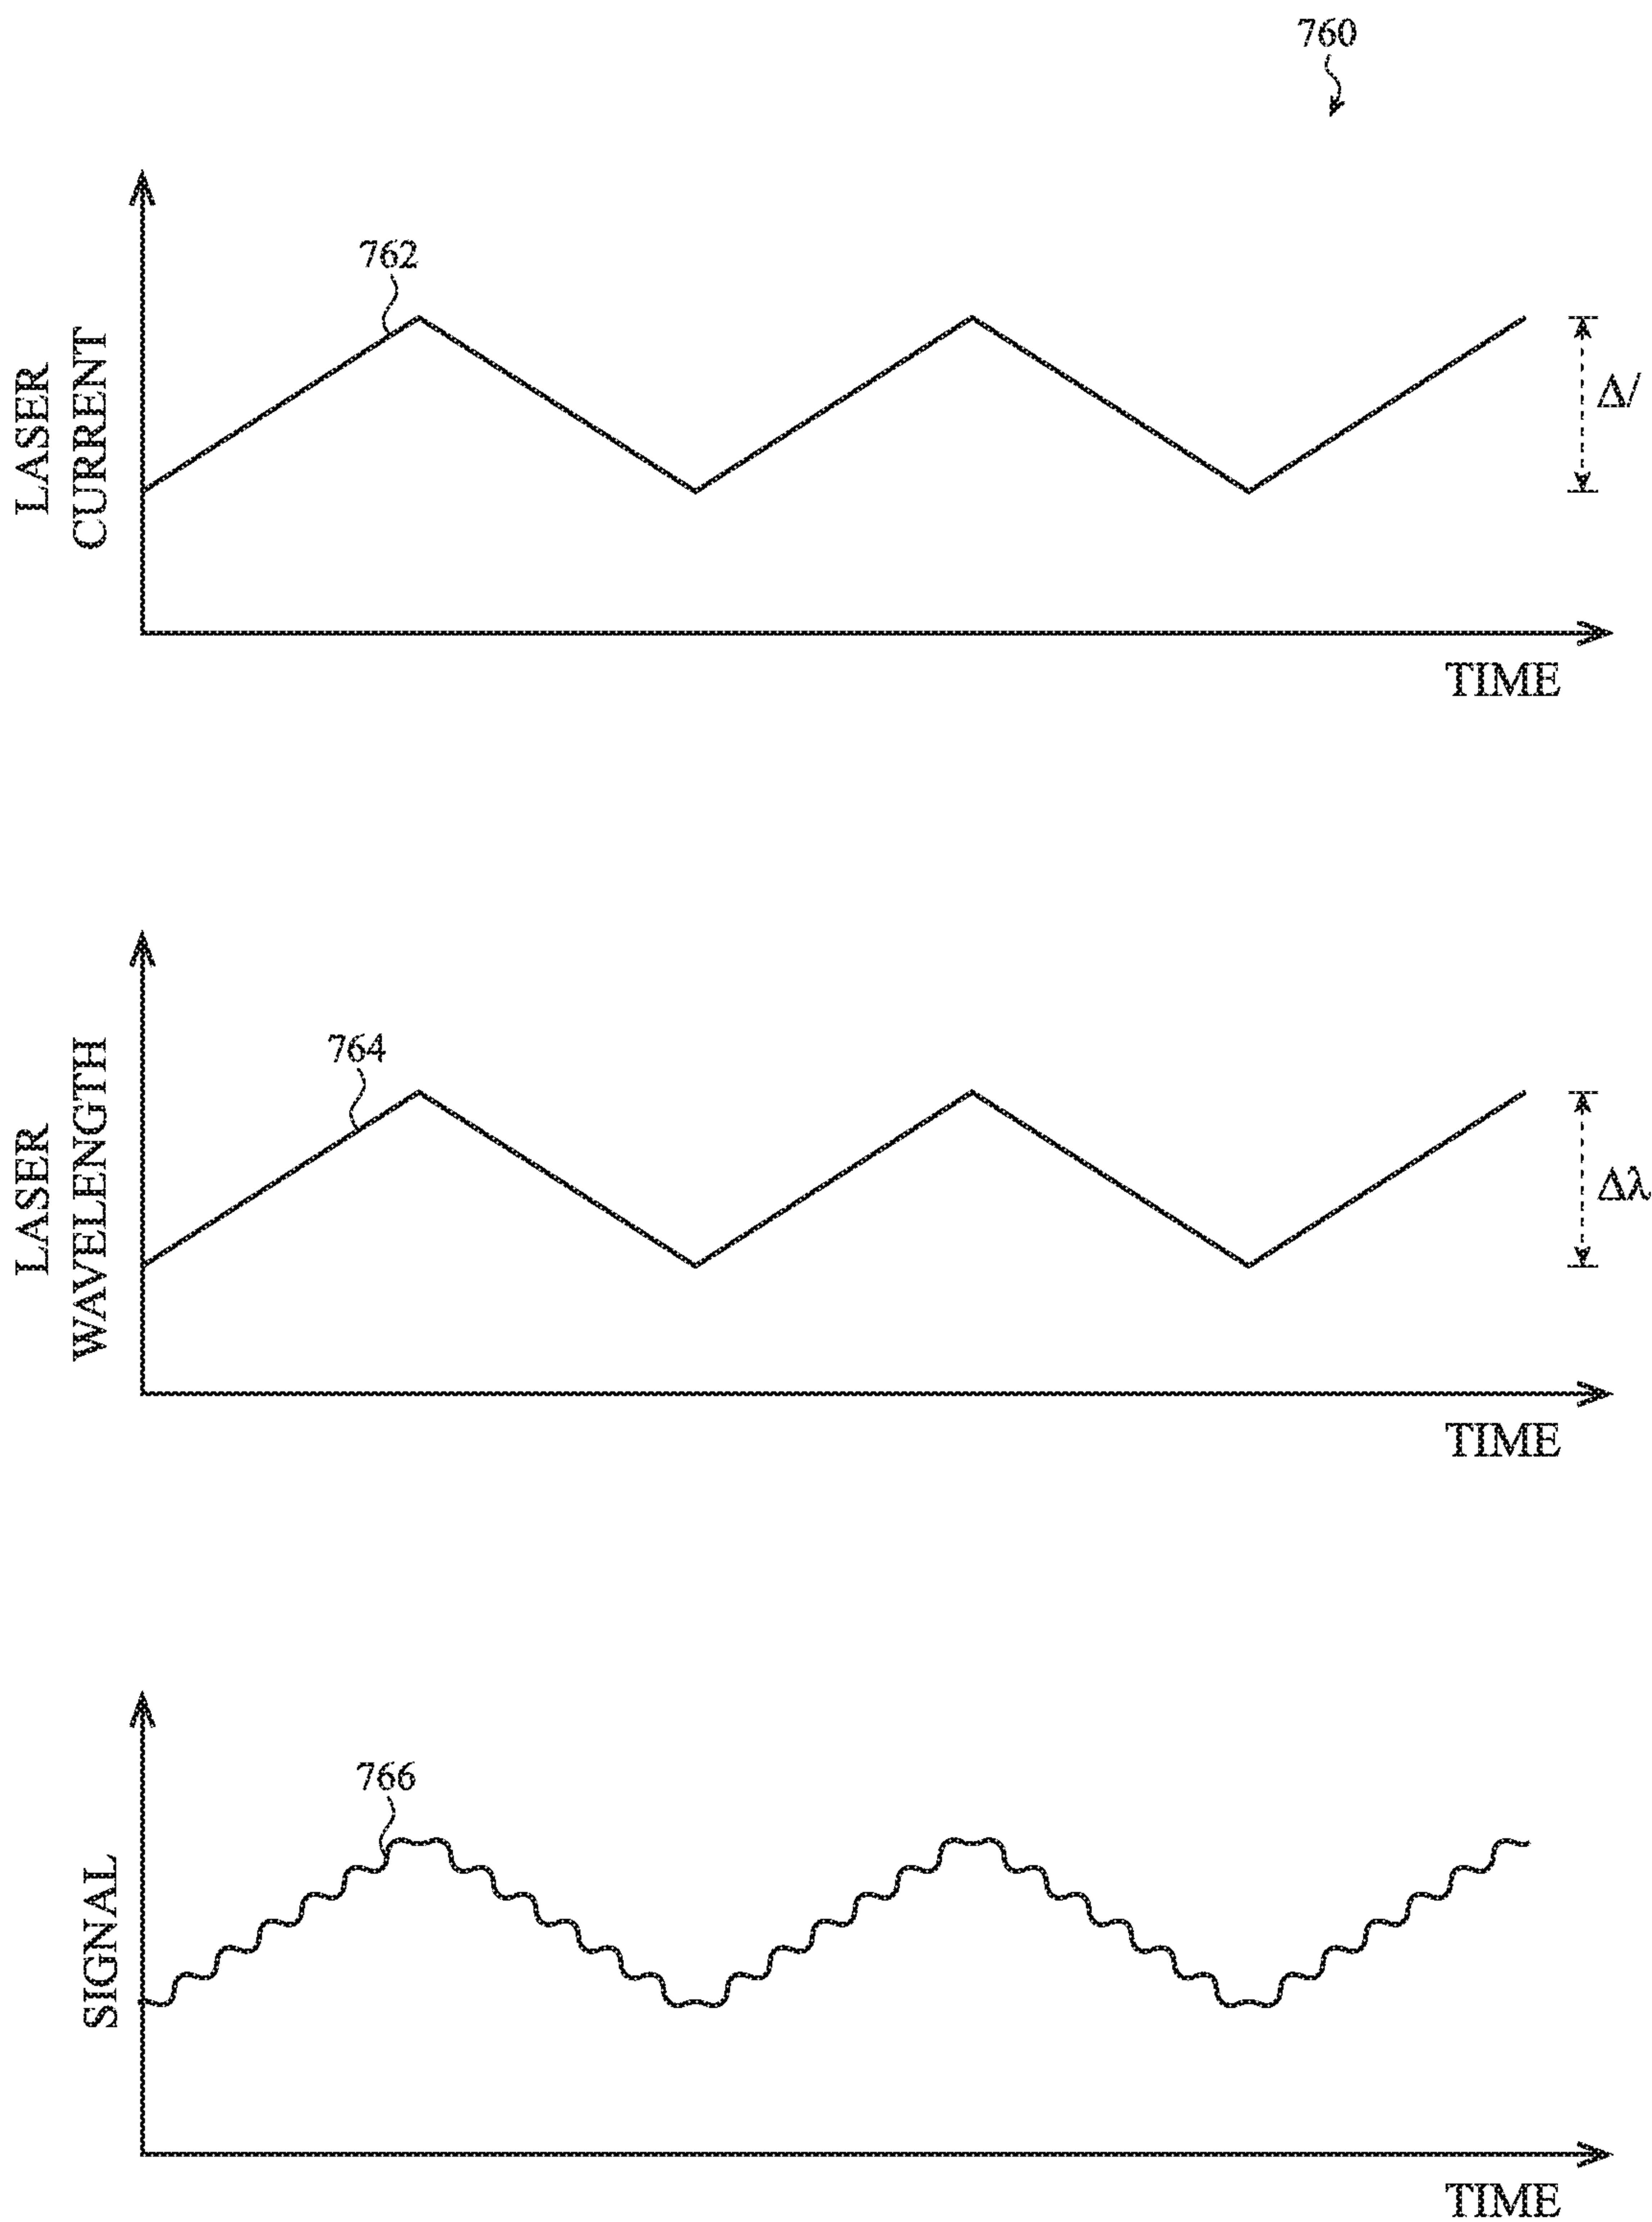 760
762
LASER
CURRENT
ΔI
TIME
764
LASER
WAVELENGTH
Δλ
TIME
766
SIGNAL
TIME